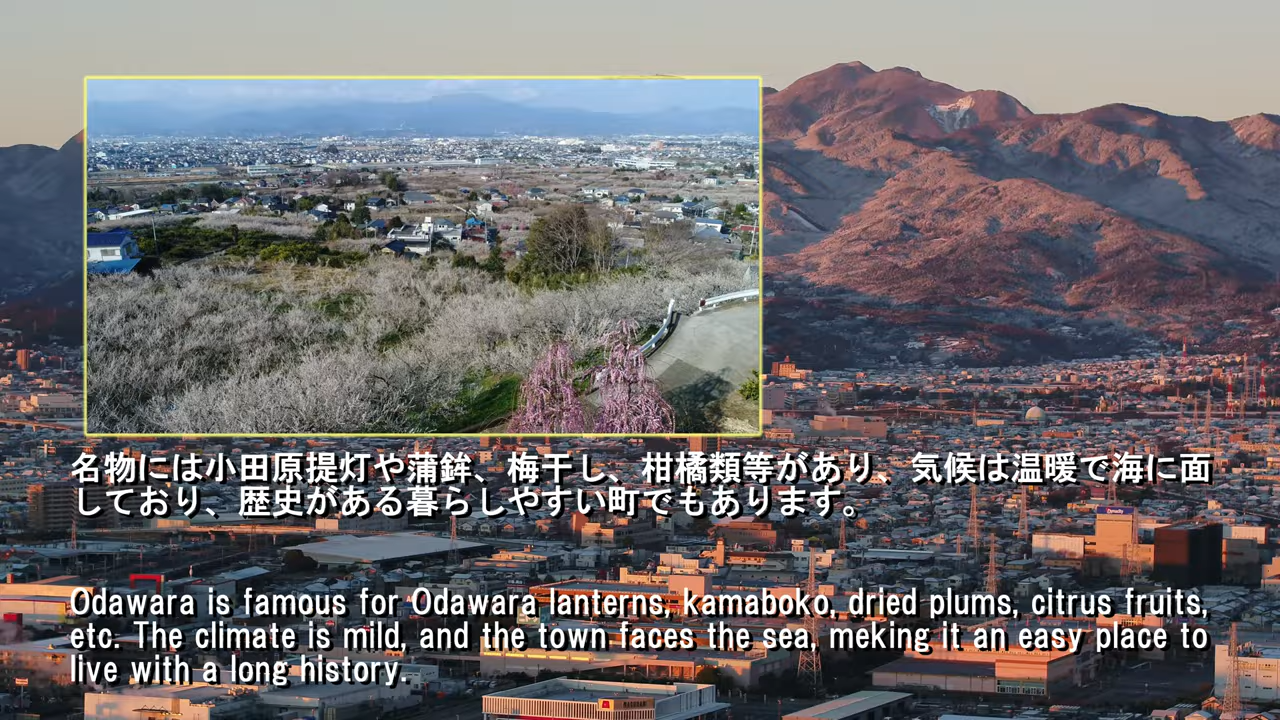 名物には小田原提灯や蒲鉾、梅干し、柑橘類等があり、気候は温暖で海に面
しており、歴史がある暮らしやすい町でもあります。
Odawara is famous for Odawara lanterns, kamaboko, dried plums, citrus fruits,
etc. The climate is mild, and the town faces the sea, meking it an easy place to
live with a long history.